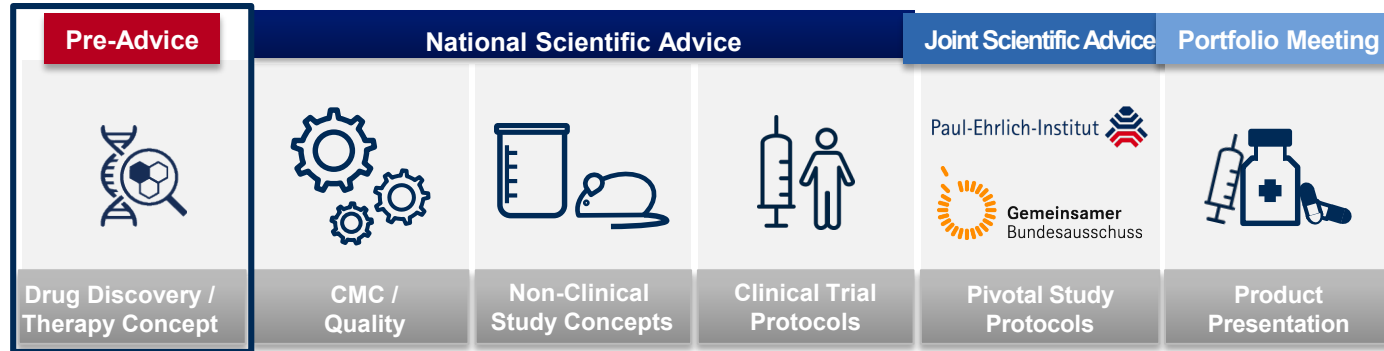 Pre-Advice
National Scientific Advice
Joint Scientific Advice
Portfolio Meeting
Paul-Ehrlich-Institut
Gemeinsamer
Bundesausschuss
Drug Discovery /
Therapy Concept
CMC /
Quality
Non-Clinical
Study Concepts
Clinical Trial
Protocols
Pivotal Study
Protocols
Product
Presentation